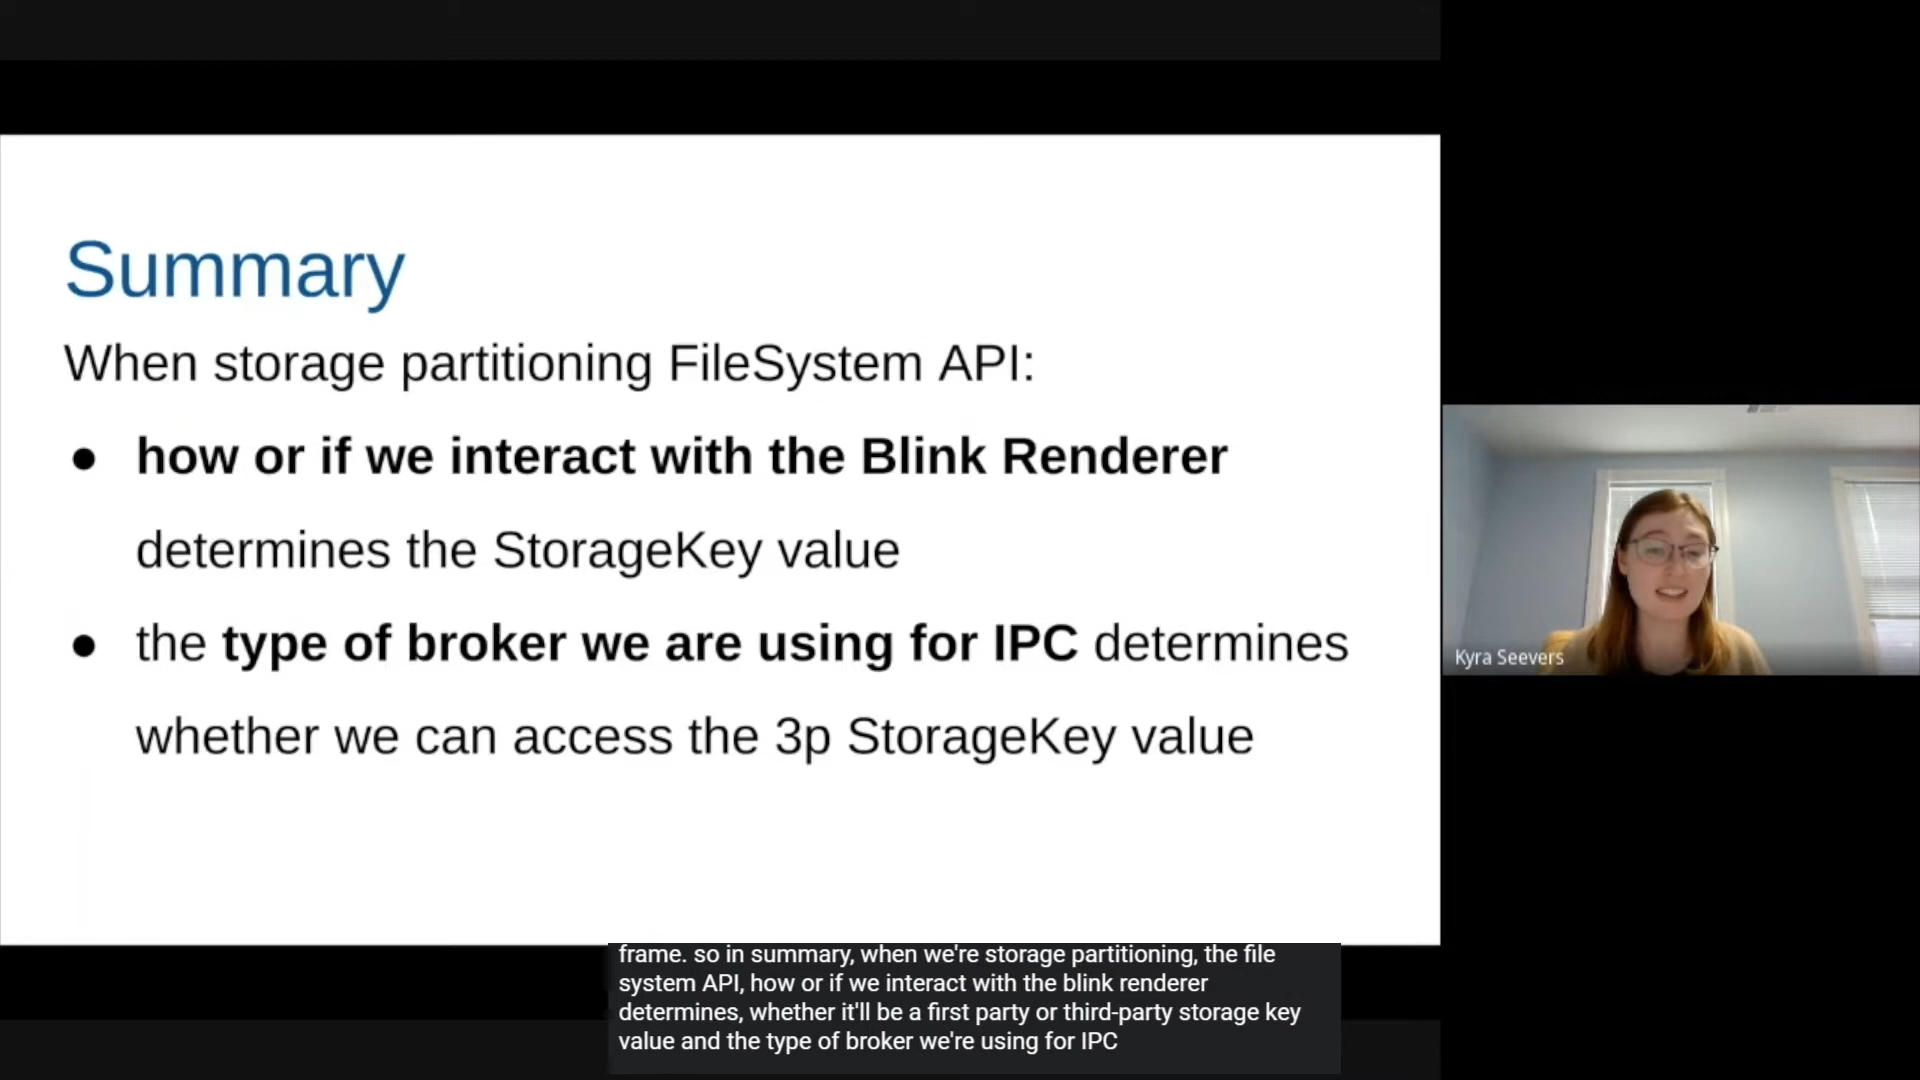 Summary
When storage partitioning FileSystem API:
● how or if we interact with the Blink Renderer
determines the StorageKey value
● the type of broker we are using for IPC determines
whether we can access the 3p StorageKey value
Kyra Seevers
frame. so in summary, when we're storage partitioning, the file
system API, how or if we interact with the blink renderer
determines, whether it'll be a first party or third-party storage key
value and the type of broker we're using for IPC